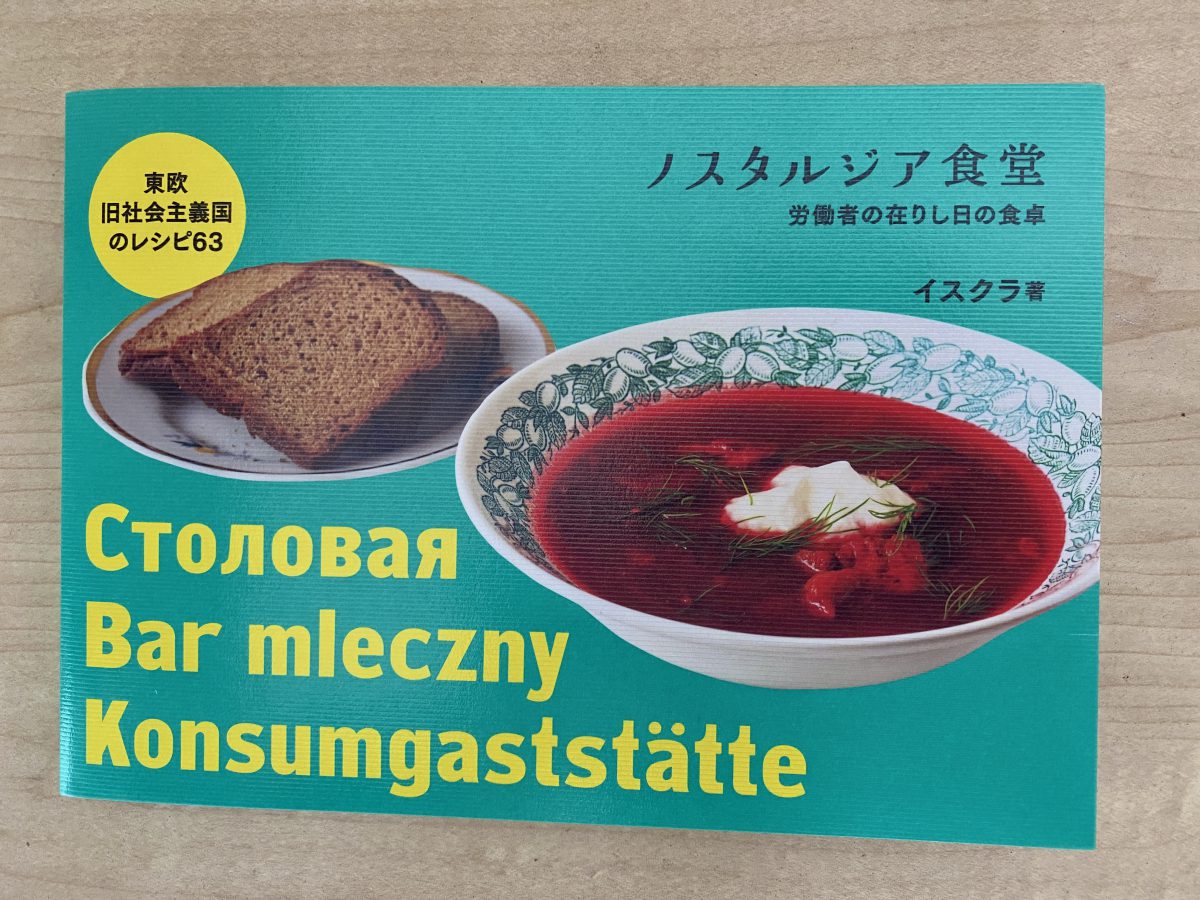 東欧
旧社会主義国
のレシピ63
ノスタルジア食堂
労働者の在りし日の食卓
イスクラ著
Столовая
Bar mleczny
Konsumgaststätte